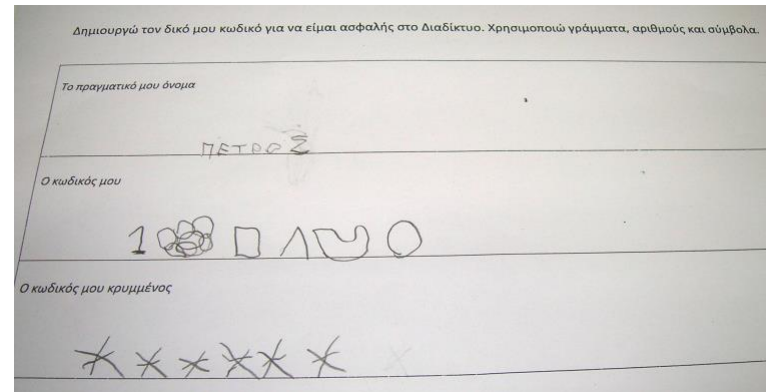 Δημιουργώ τον δικό μου κωδικό για να είμαι ασφαλής στο Διαδίκτυο. Χρησιμοποιώ γράμματα, αριθμούς και σύμβολα.
Το πραγματικό μου όνομα
ΠΕΤΡΟΣ
Ο κωδικός μου
1
Ο κωδικός μου κρυμμένος
******